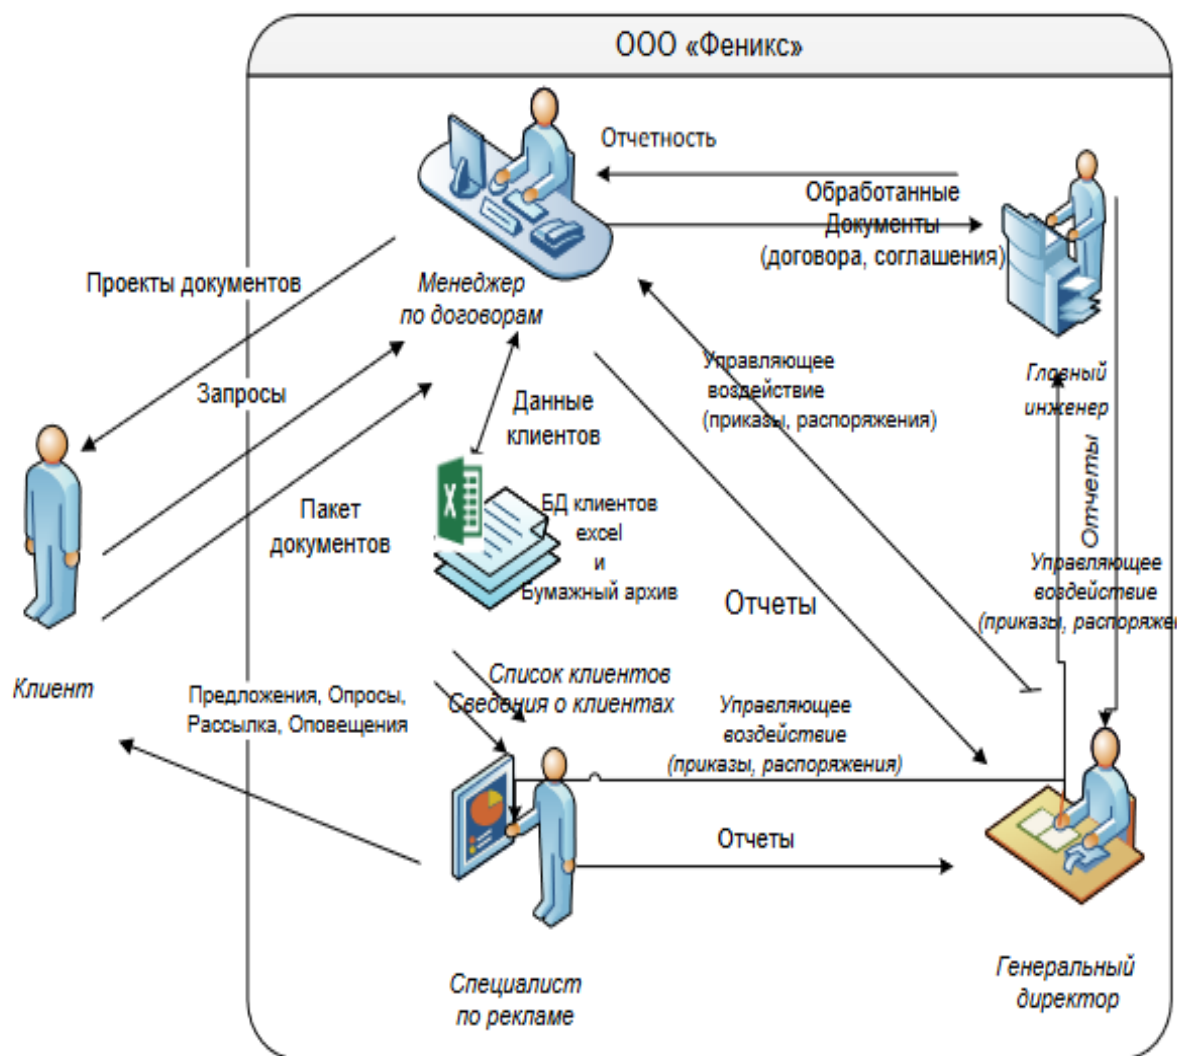 ООО «Феникс»
Отчетность
Обработанные
Документы
(договора, соглашения)
Проекты документов
Менеджер
по договорам
Запросы
Данные
клиентов
Управляющее
воздействие
(приказы, распоряжения)
Главный
инженер
Отчеты
Пакет
документов
X
БД клиентов
excel
и
Бумажный архив
Отчеты
Управляющее
воздействие
(приказы, распоряже
Клиент
Предложения, Опросы,
Рассылка, Оповещения
Список клиентов
Сведения о клиентах
Управляющее
воздействие
(приказы, распоряжения)
Отчеты
Специалист
по рекламе
Генеральный
директор